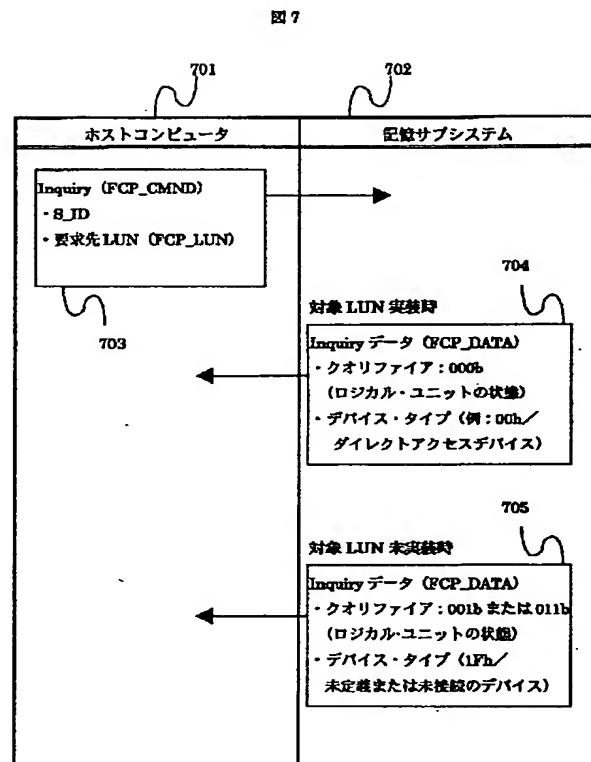 図 7
701
702
ホストコンピュータ
記憶サブシステム
Inquiry (FCP_CMND)
・S_ID
・要求先 LUN (FCP_LUN)
703
704
対象 LUN 実装時
Inquiry データ (FCP_DATA)
・クオリファイア：000b
(ロジカル・ユニットの状態)
・デバイス・タイプ (例：00h／
ダイレクトアクセスデバイス)
705
対象 LUN 未実装時
Inquiry データ (FCP_DATA)
・クオリファイア：001b または 011b
(ロジカル・ユニットの状態)
・デバイス・タイプ (1Fh／
未定義または未接続のデバイス)